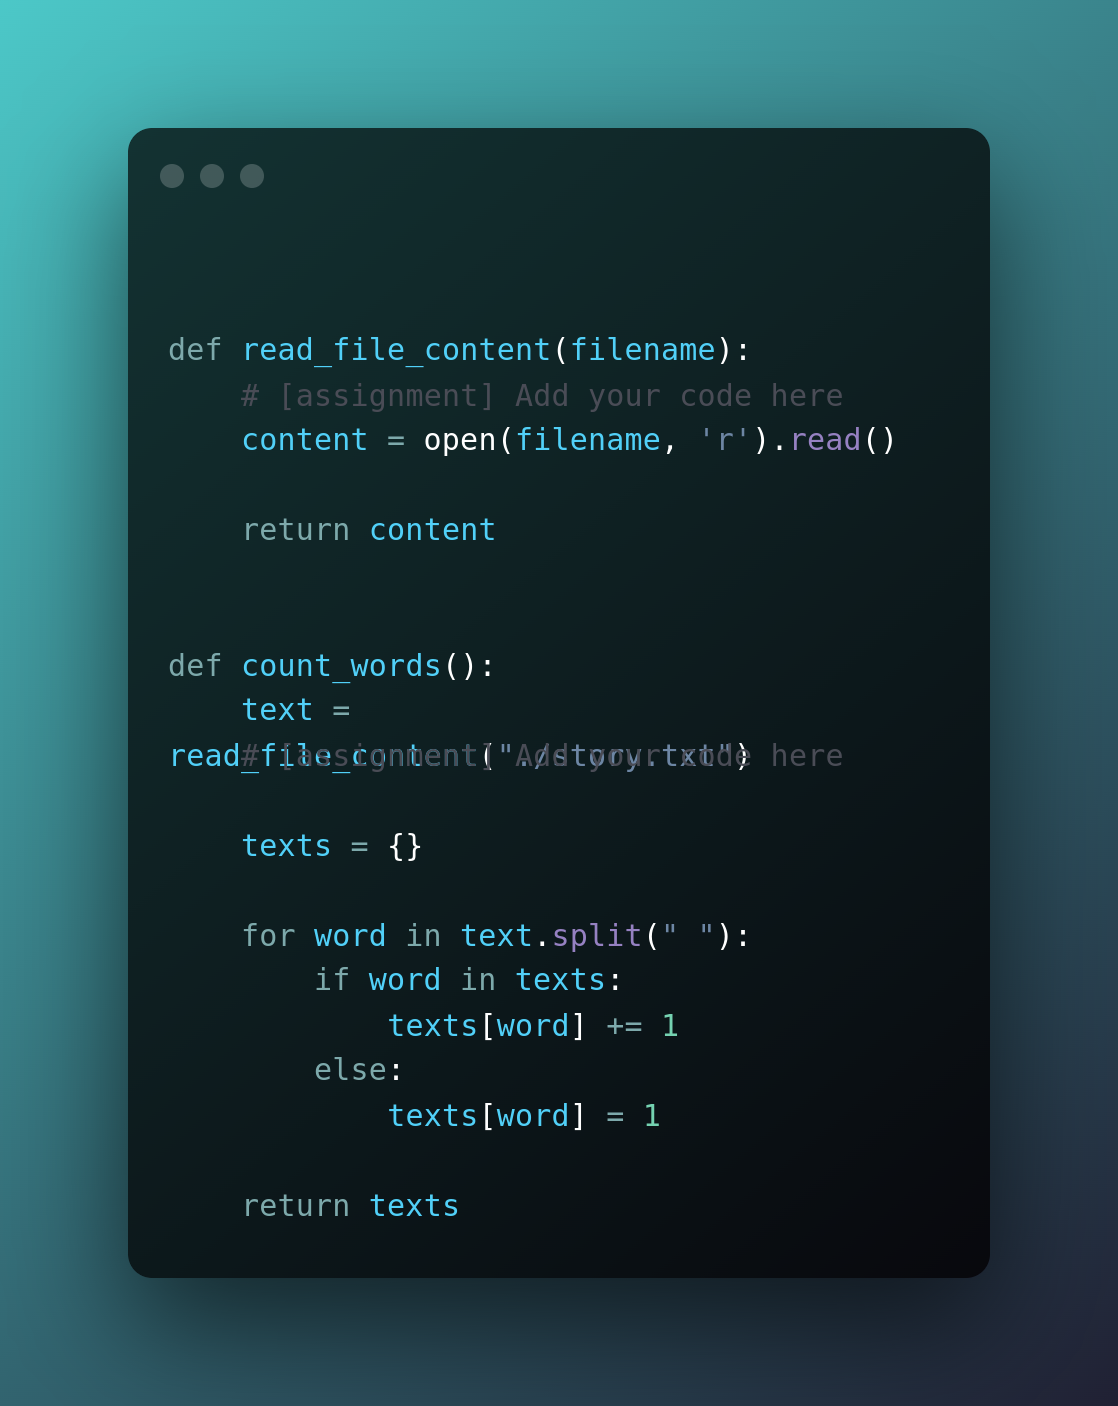 def read_file_content(filename):
    # [assignment] Add your code here
    content = open(filename, 'r').read()
    return content
def count_words():
    text =
read_file_content("./story.txt")
    # [assignment] Add your code here
    texts = {}
    for word in text.split(" "):
        if word in texts:
            texts[word] += 1
        else:
            texts[word] = 1
    return texts